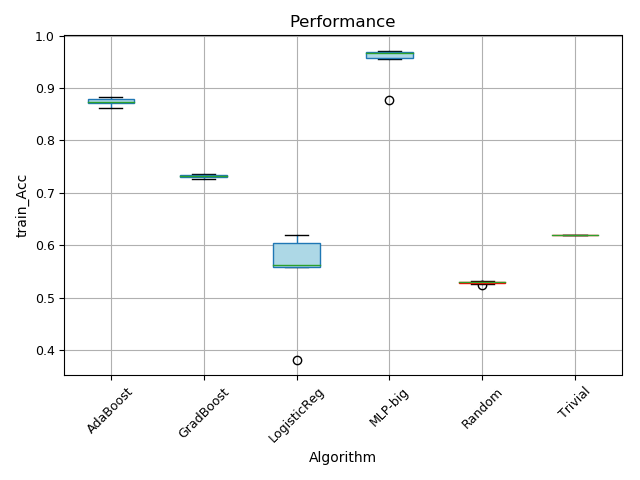 Performance
1.0
0.9
0.8
0.7
0.6
0.5
0.4
train_Acc
AdaBoost
GradBoost
LogisticReg
MLP-big
Random
Trivial
Algorithm